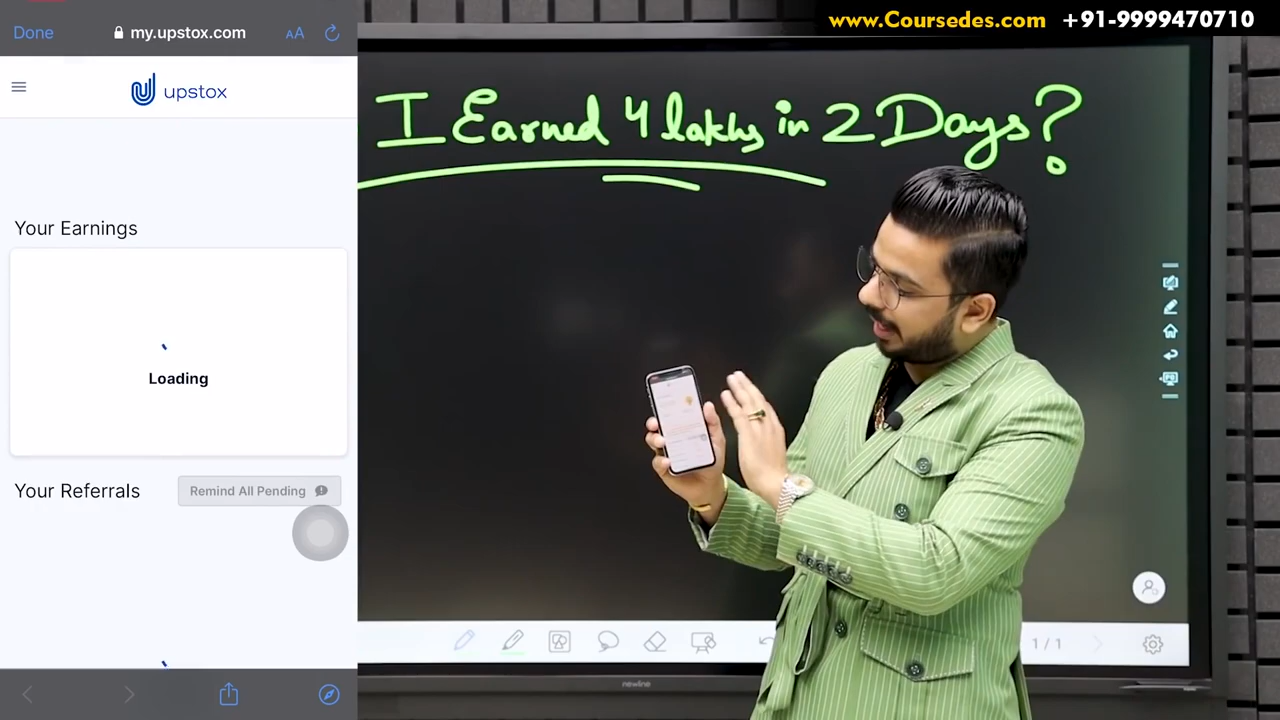 www.Coursedes.com +91-9999470710
Done
my.upstox.com
AA
upstox
I Earned 4 lakhs in 2 Days?
Your Earnings
Loading
Your Referrals
Remind All Pending
1/1
newline